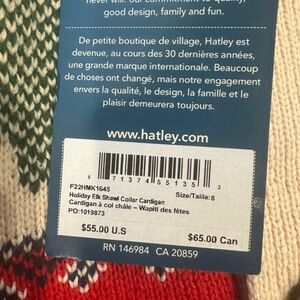 never will: our commitment to quality,
good design, family and fun.
De petite boutique de village, Hatley est
devenue, au cours des 30 dernières années,
une grande marque internationale. Beaucoup
de choses ont changé, mais notre engagement
envers la qualité, le design, la famille et le
plaisir demeurera toujours.
www.hatley.com
6 71374 55135 3
F22HMK1645 Size/Taille:8
Holiday Elk Shawl Collar Cardigan
Cardigan à col châle – Wapiti des fêtes
PO:1019873
$55.00 U.S $65.00 Can
RN 146984 CA 20859